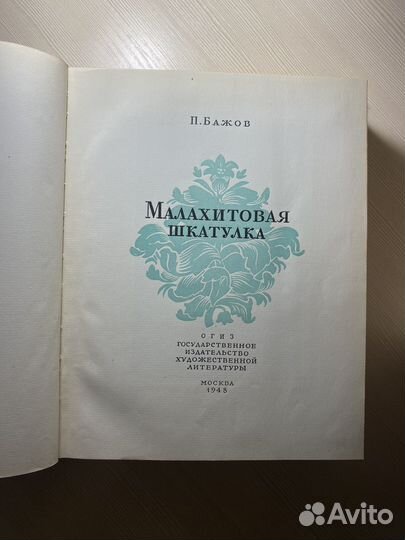 П. БАЖОВ
МАЛАХИТОВАЯ
ШКАТУЛКА
ОГИЗ
ГОСУДАРСТВЕННОЕ
ИЗДАТЕЛЬСТВО
ХУДОЖЕСТВЕННОЙ
ЛИТЕРАТУРЫ
МОСКВА
1948
Avito